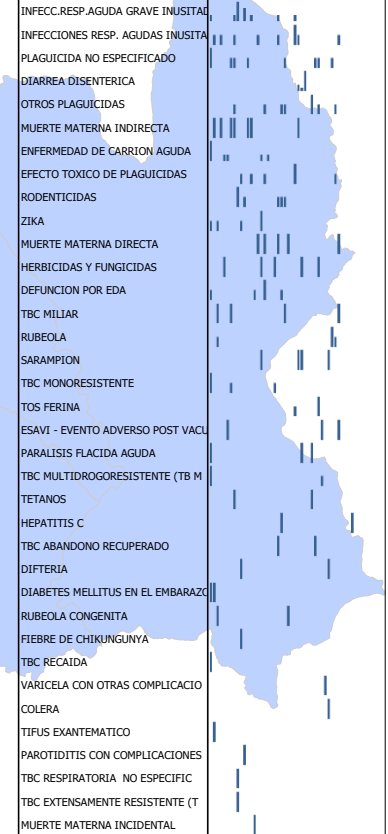 INFECC.RESP.AGUDA GRAVE INUSITAD
INFECCIONES RESP. AGUDAS INUSITA
PLAGUICIDA NO ESPECIFICADO
DIARREA DISENTERICA
OTROS PLAGUICIDAS
MUERTE MATERNA INDIRECTA
ENFERMEDAD DE CARRION AGUDA
EFECTO TOXICO DE PLAGUICIDAS
RODENTICIDAS
ZIKA
MUERTE MATERNA DIRECTA
HERBICIDAS Y FUNGICIDAS
DEFUNCION POR EDA
TBC MILIAR
RUBEOLA
SARAMPION
TBC MONORESISTENTE
TOS FERINA
ESAVI - EVENTO ADVERSO POST VACU
PARALISIS FLACIDA AGUDA
TBC MULTIDROGORESISTENTE (TB M
TETANOS
HEPATITIS C
TBC ABANDONO RECUPERADO
DIFTERIA
DIABETES MELLITUS EN EL EMBARAZO
RUBEOLA CONGENITA
FIEBRE DE CHIKUNGUNYA
TBC RECAIDA
VARICELA CON OTRAS COMPLICACIO
COLERA
TIFUS EXANTEMATICO
PAROTIDITIS CON COMPLICACIONES
TBC RESPIRATORIA NO ESPECIFIC
TBC EXTENSAMENTE RESISTENTE (T
MUERTE MATERNA INCIDENTAL